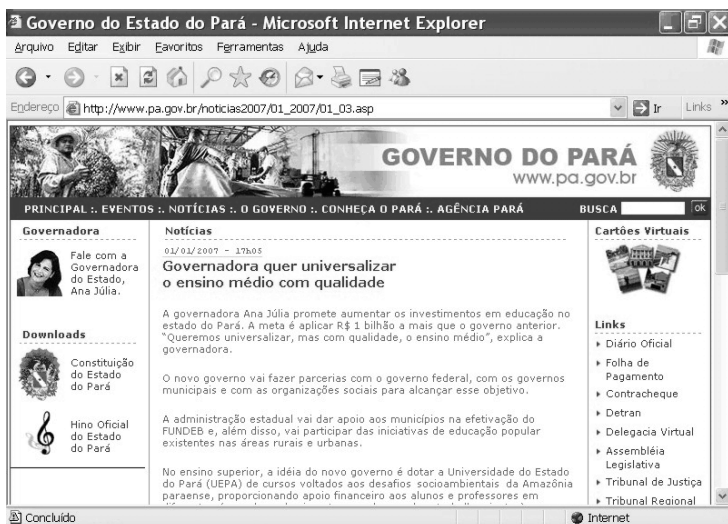 Governo do Estado do Pará - Microsoft Internet Explorer
Arquivo Editar Exibir Favoritos Ferramentas Ajuda
Endereço http://www.pa.gov.br/noticias2007/01_2007/01_03.asp Ir Links »
GOVERNO DO PARÁ
www.pa.gov.br
PRINCIPAL :. EVENTOS :. NOTÍCIAS :. O GOVERNO :. CONHEÇA O PARÁ :. AGÊNCIA PARÁ BUSCA ok
Governadora
Fale com a
Governadora
do Estado,
Ana Júlia.
Downloads
Constituição
do Estado
do Pará
Hino Oficial
do Estado
do Pará
Notícias
01/01/2007 - 17h05
Governadora quer universalizar
o ensino médio com qualidade
A governadora Ana Júlia promete aumentar os investimentos em educação no
estado do Pará. A meta é aplicar R$ 1 bilhão a mais que o governo anterior.
"Queremos universalizar, mas com qualidade, o ensino médio", explica a
governadora.
O novo governo vai fazer parcerias com o governo federal, com os governos
municipais e com as organizações sociais para alcançar esse objetivo.
A administração estadual vai dar apoio aos municípios na efetivação do
FUNDEB e, além disso, vai participar das iniciativas de educação popular
existentes nas áreas rurais e urbanas.
No ensino superior, a idéia do novo governo é dotar a Universidade do Estado
do Pará (UEPA) de cursos voltados aos desafios socioambientais da Amazônia
paraense, proporcionando apoio financeiro aos alunos e professores em
Cartões Virtuais
Links
Diário Oficial
Folha de
Pagamento
Contracheque
Detran
Delegacia Virtual
Assembléia
Legislativa
Tribunal de Justiça
Tribunal Regional
Concluído Internet